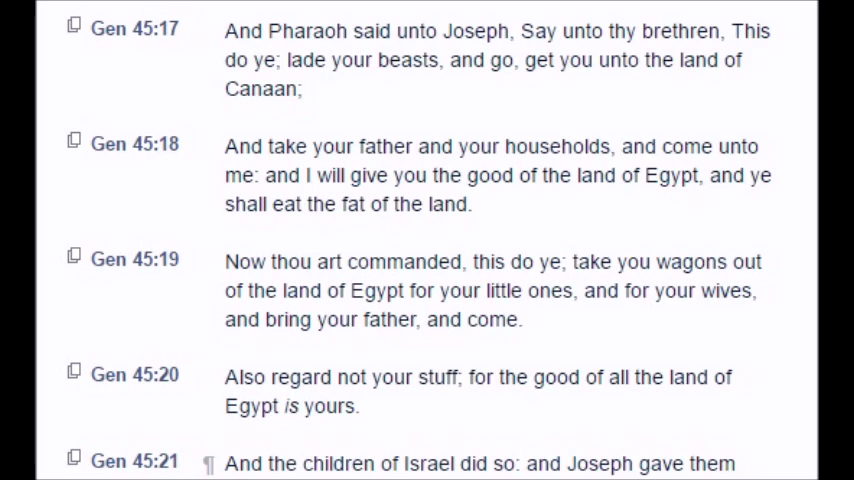 Gen 45:17 And Pharaoh said unto Joseph, Say unto thy brethren, This
do ye; lade your beasts, and go, get you unto the land of
Canaan;
Gen 45:18 And take your father and your households, and come unto
me: and I will give you the good of the land of Egypt, and ye
shall eat the fat of the land.
Gen 45:19 Now thou art commanded, this do ye; take you wagons out
of the land of Egypt for your little ones, and for your wives,
and bring your father, and come.
Gen 45:20 Also regard not your stuff; for the good of all the land of
Egypt is yours.
Gen 45:21 ¶ And the children of Israel did so: and Joseph gave them